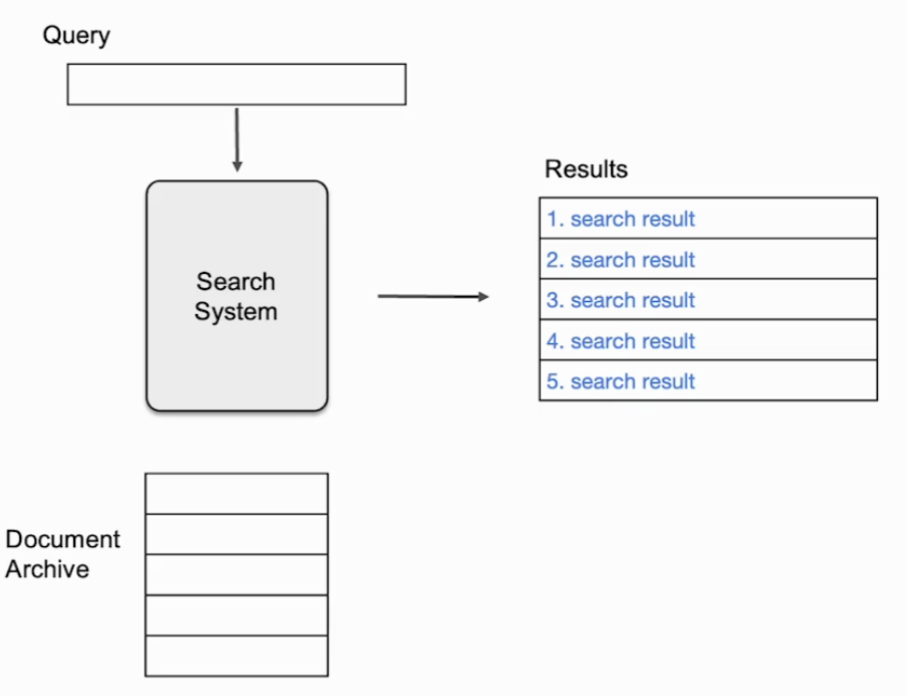 Query
Search
System
Results
1. search result
2. search result
3. search result
4. search result
5. search result
Document
Archive